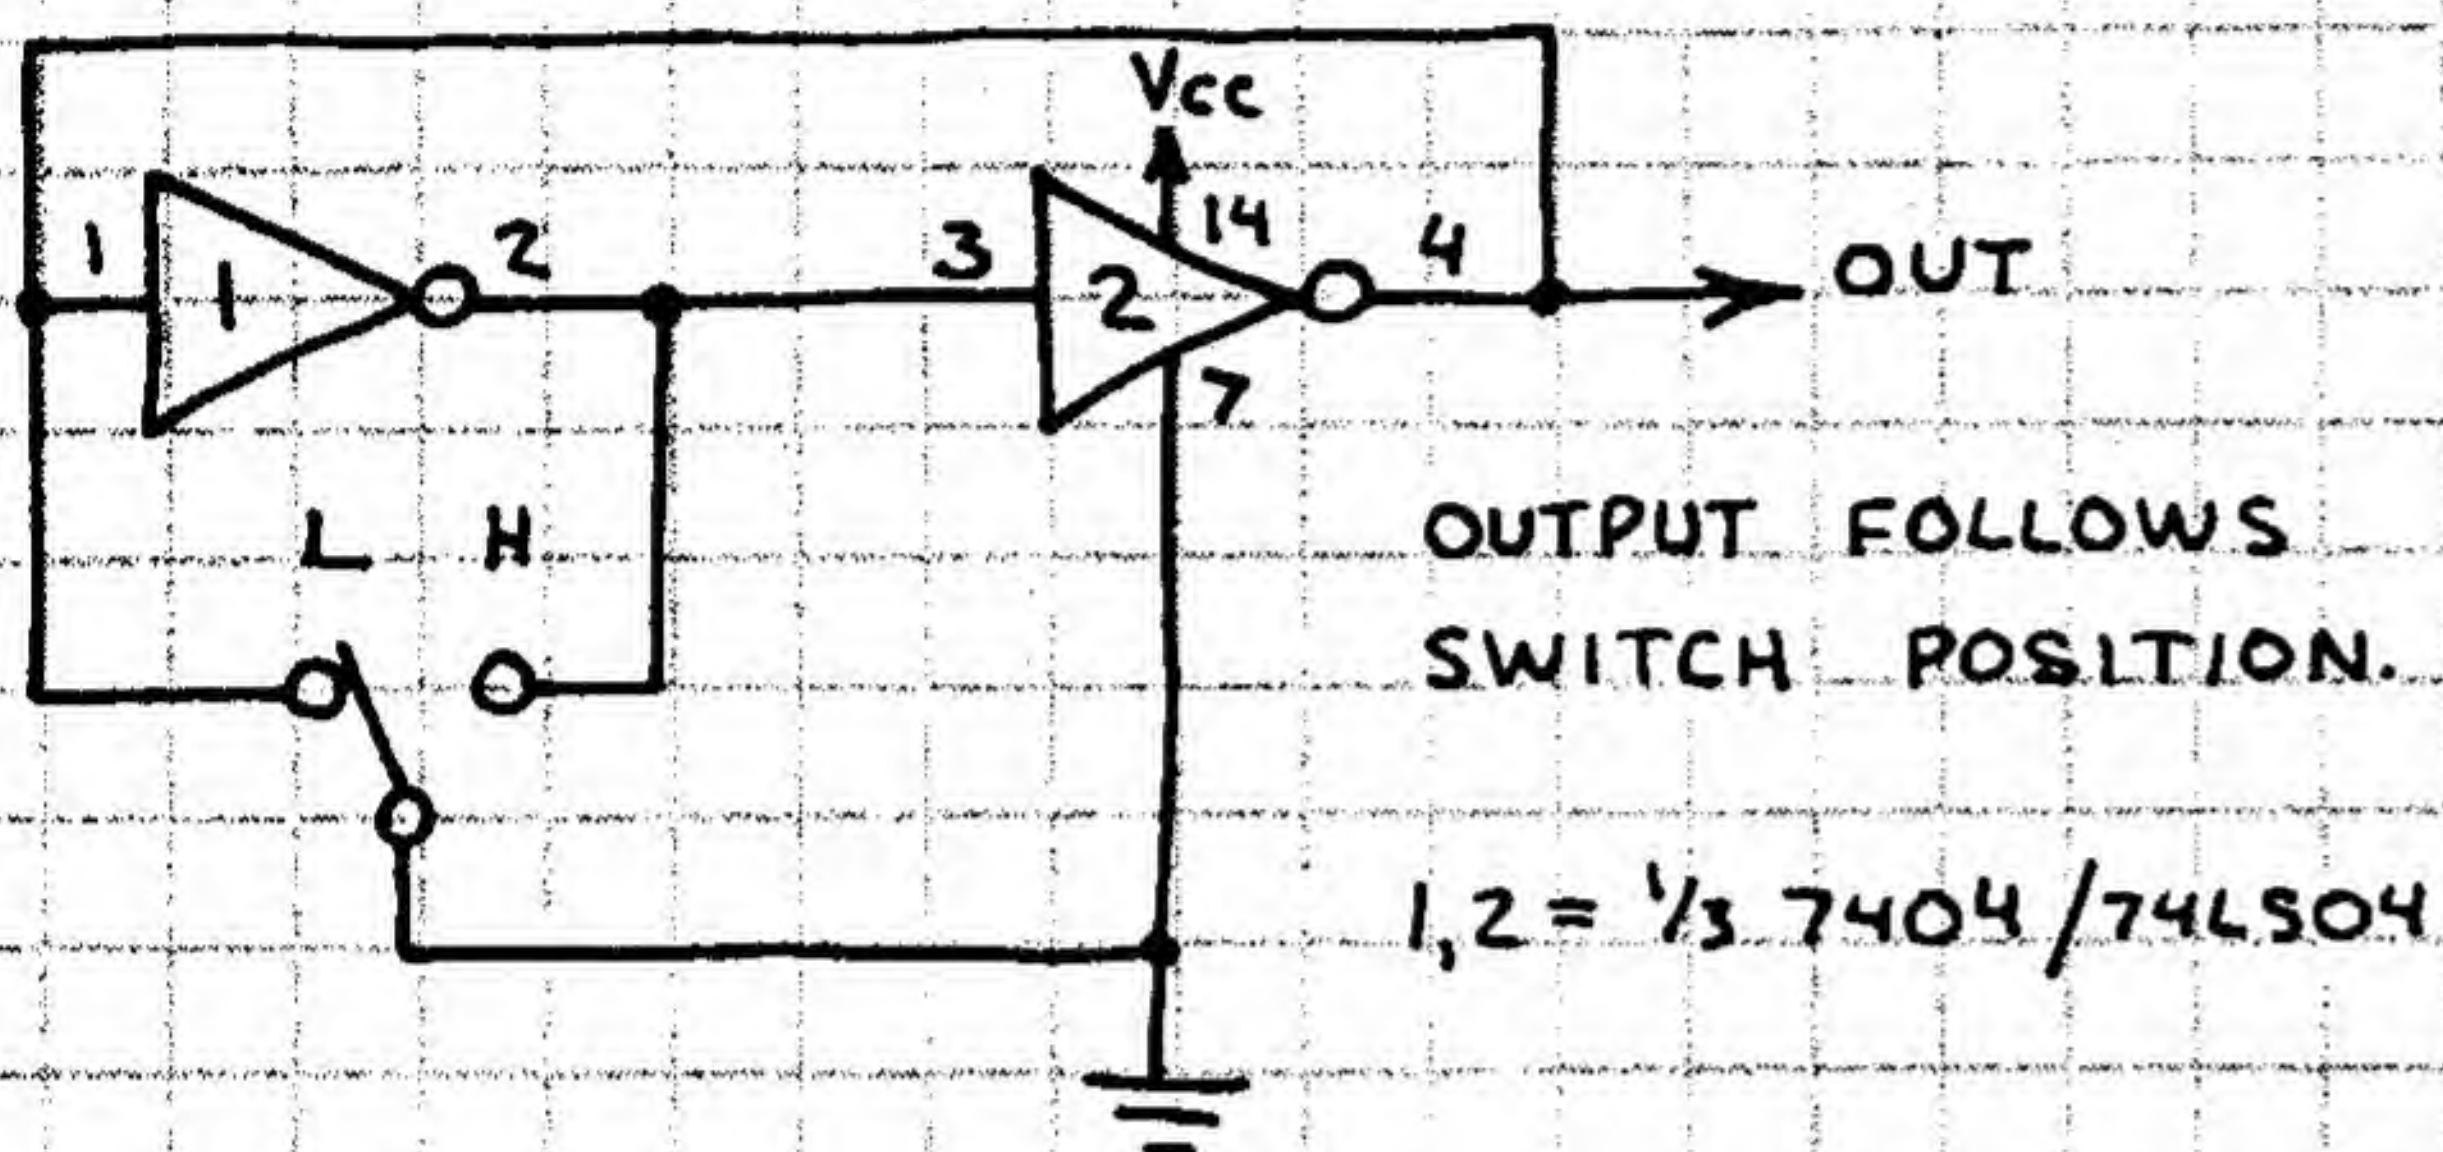 Vcc
1
1
2
3
2
14
4
OUT
7
L H
OUTPUT FOLLOWS
SWITCH POSITION.
1,2 = 1/3 7404/74LS04